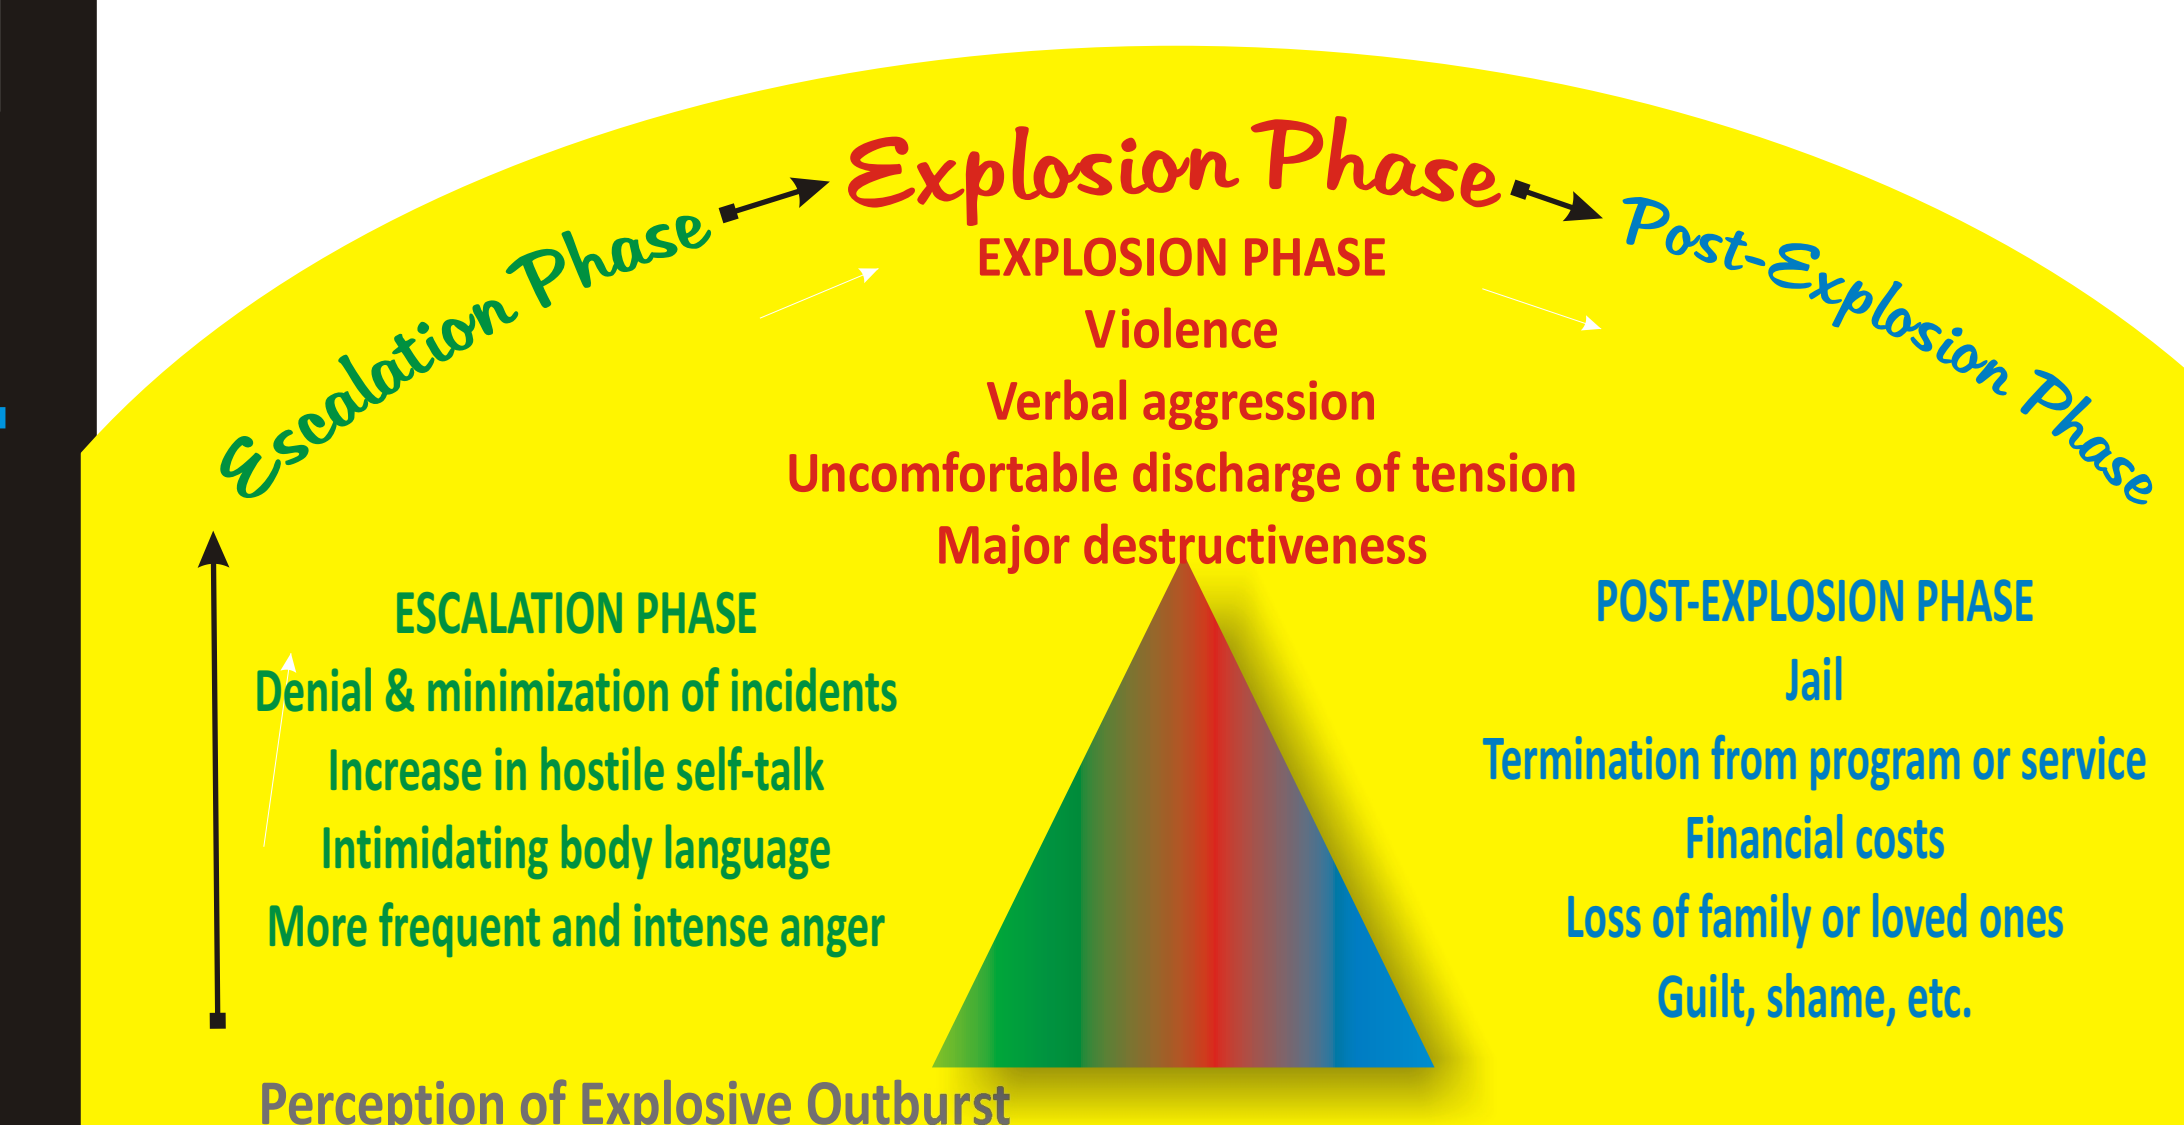 Escalation Phase
Explosion Phase
Post-Explosion Phase
EXPLOSION PHASE
Violence
Verbal aggression
Uncomfortable discharge of tension
Major destructiveness
ESCALATION PHASE
Denial & minimization of incidents
Increase in hostile self-talk
Intimidating body language
More frequent and intense anger
POST-EXPLOSION PHASE
Jail
Termination from program or service
Financial costs
Loss of family or loved ones
Guilt, shame, etc.
Perception of Explosive Outburst